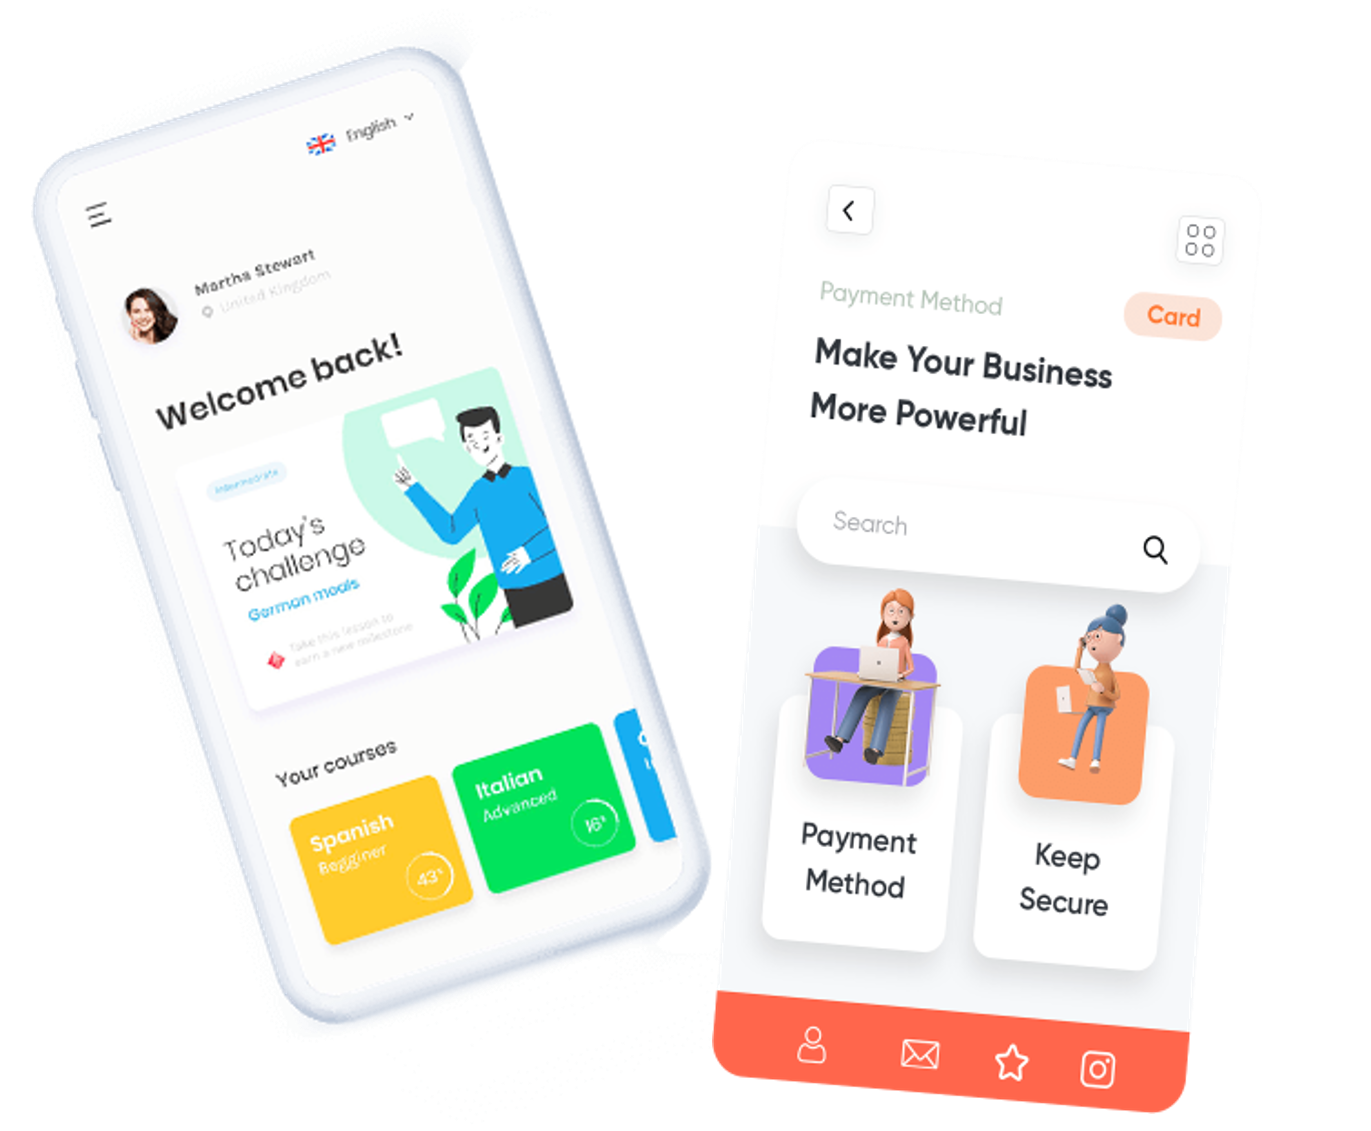 English
Martha Stewart
United Kingdom
Welcome back!
Intermediate
Today's
challenge
German meals
Take this lesson to
earn a new milestone
Your courses
Spanish
Begginer
43%
Italian
Advanced
16%
Payment Method
Card
Make Your Business
More Powerful
Search
Payment
Method
Keep
Secure